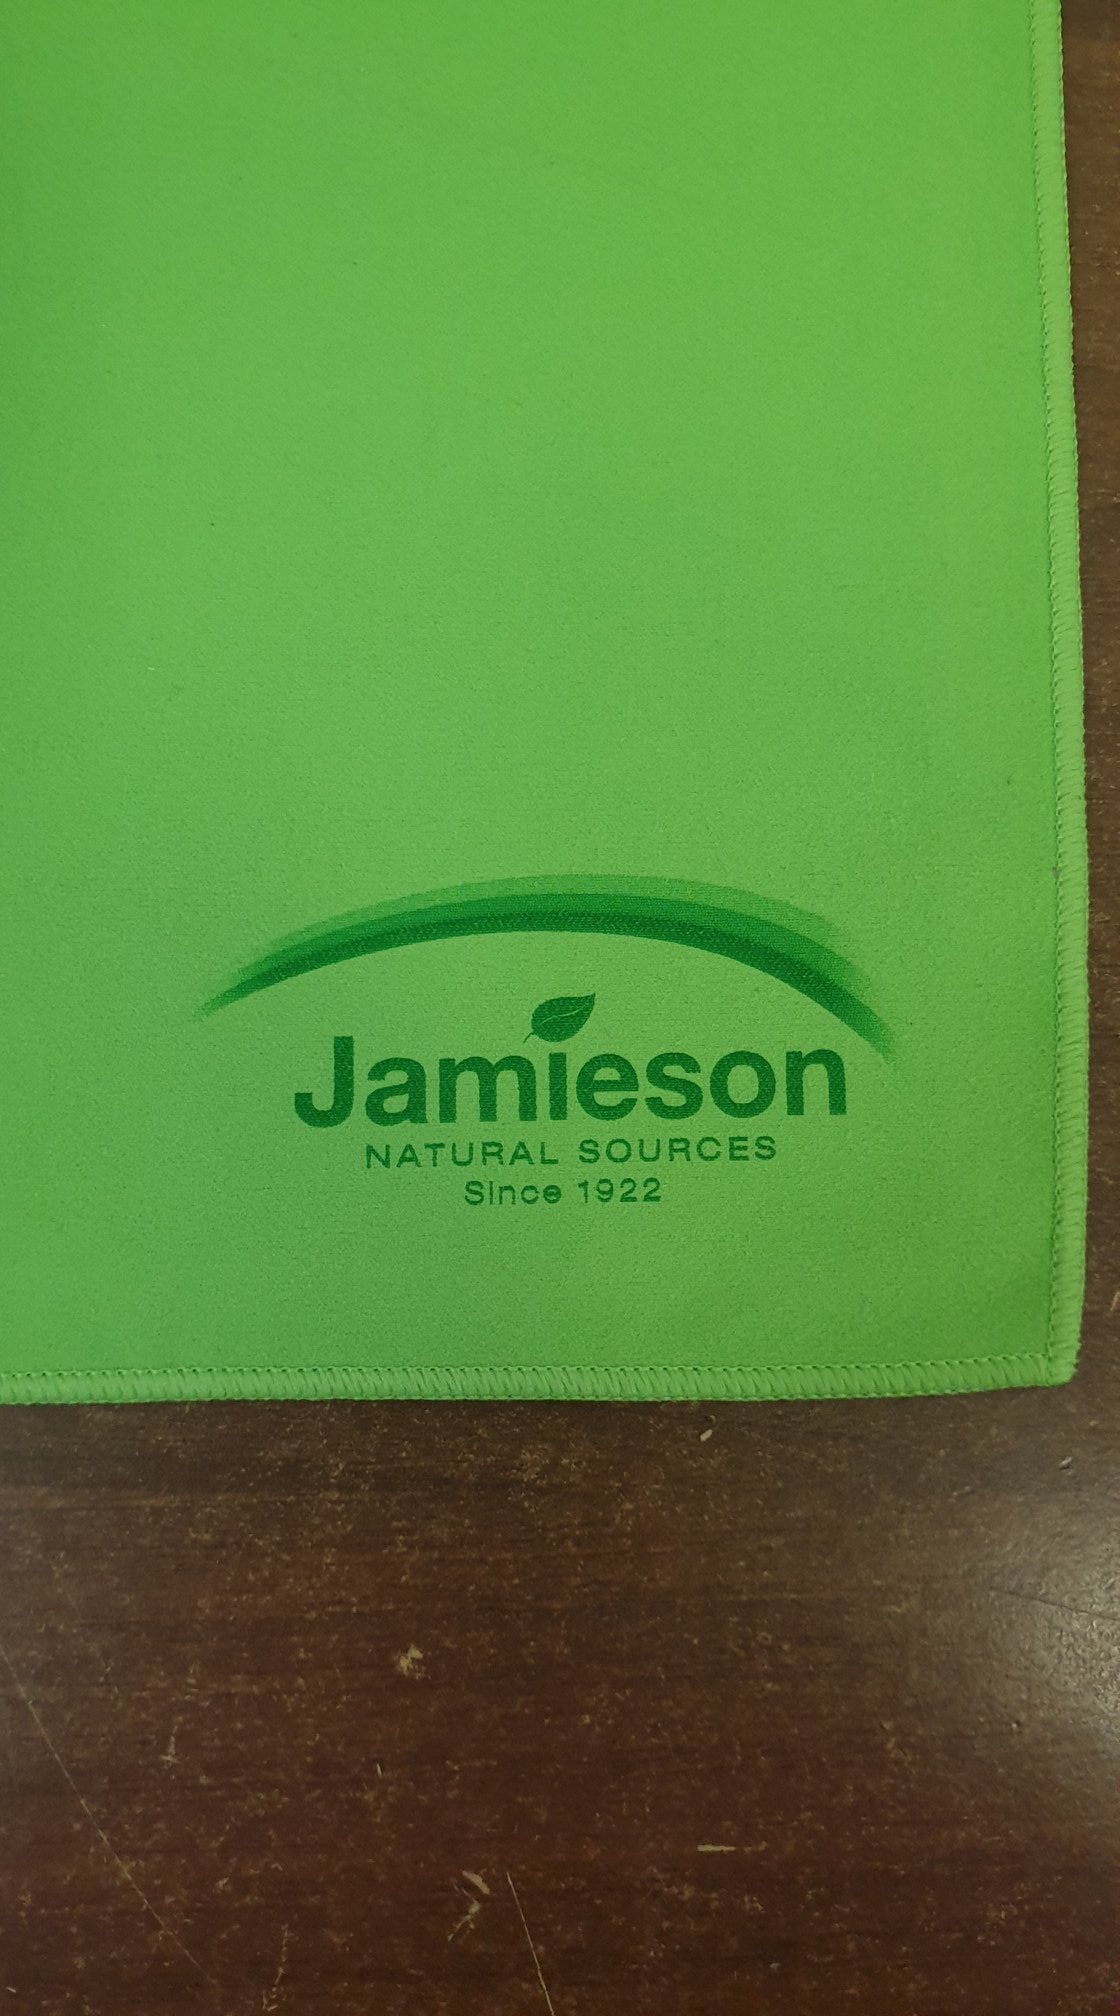 Jamieson
NATURAL SOURCES
Since 1922